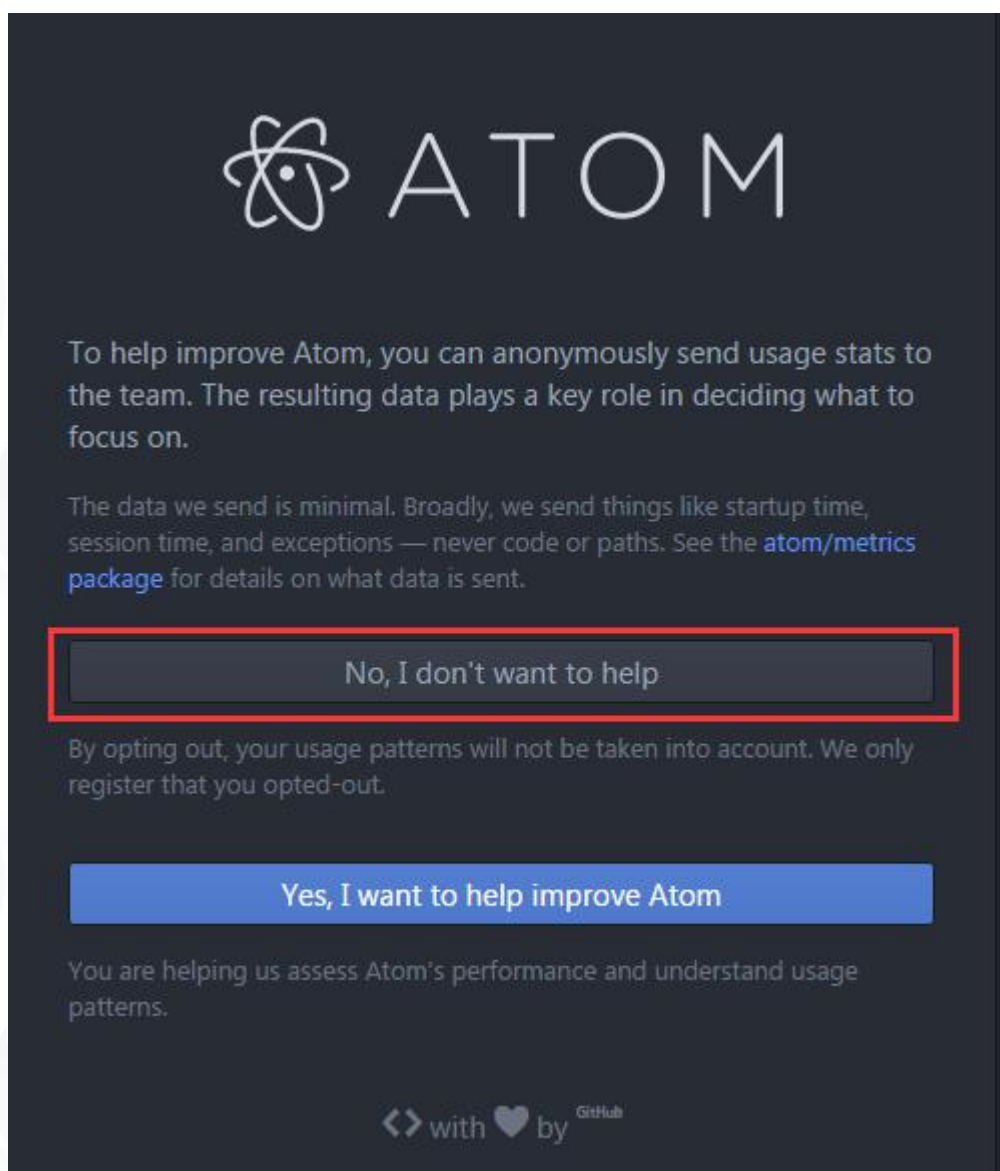 ATOM
To help improve Atom, you can anonymously send usage stats to
the team. The resulting data plays a key role in deciding what to
focus on.
The data we send is minimal. Broadly, we send things like startup time,
session time, and exceptions — never code or paths. See the atom/metrics
package for details on what data is sent.
No, I don't want to help
By opting out, your usage patterns will not be taken into account. We only
register that you opted-out.
Yes, I want to help improve Atom
You are helping us assess Atom's performance and understand usage
patterns.
<> with ♥ by GitHub